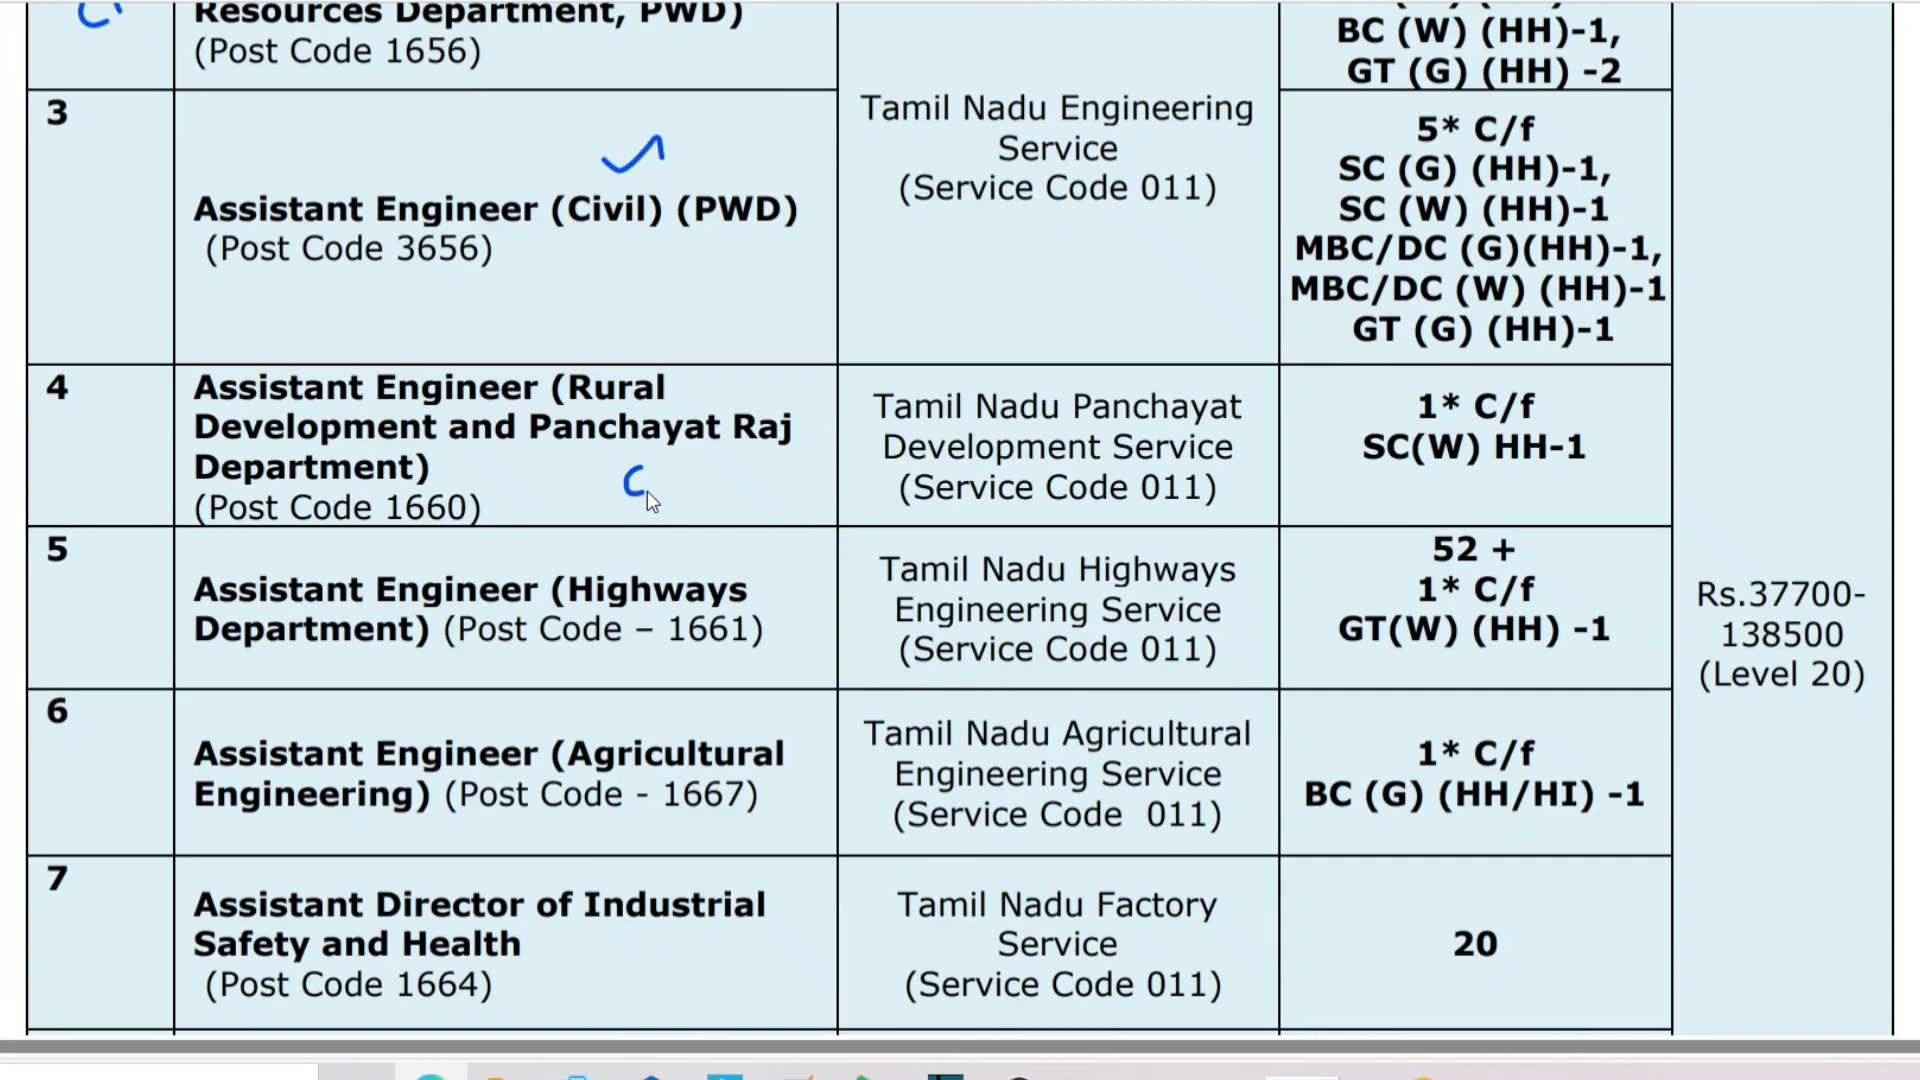 Resources Department, PWD)
(Post Code 1656)
BC (W) (HH)-1,
GT (G) (HH) -2
3
Assistant Engineer (Civil) (PWD)
(Post Code 3656)
Tamil Nadu Engineering
Service
(Service Code 011)
5* C/f
SC (G) (HH)-1,
SC (W) (HH)-1
MBC/DC (G)(HH)-1,
MBC/DC (W) (HH)-1
GT (G) (HH)-1
4
Assistant Engineer (Rural
Development and Panchayat Raj
Department)
(Post Code 1660)
Tamil Nadu Panchayat
Development Service
(Service Code 011)
1* C/f
SC(W) HH-1
5
Assistant Engineer (Highways
Department) (Post Code – 1661)
Tamil Nadu Highways
Engineering Service
(Service Code 011)
52 +
1* C/f
GT(W) (HH) -1
Rs.37700-
138500
(Level 20)
6
Assistant Engineer (Agricultural
Engineering) (Post Code - 1667)
Tamil Nadu Agricultural
Engineering Service
(Service Code  011)
1* C/f
BC (G) (HH/HI) -1
7
Assistant Director of Industrial
Safety and Health
(Post Code 1664)
Tamil Nadu Factory
Service
(Service Code 011)
20